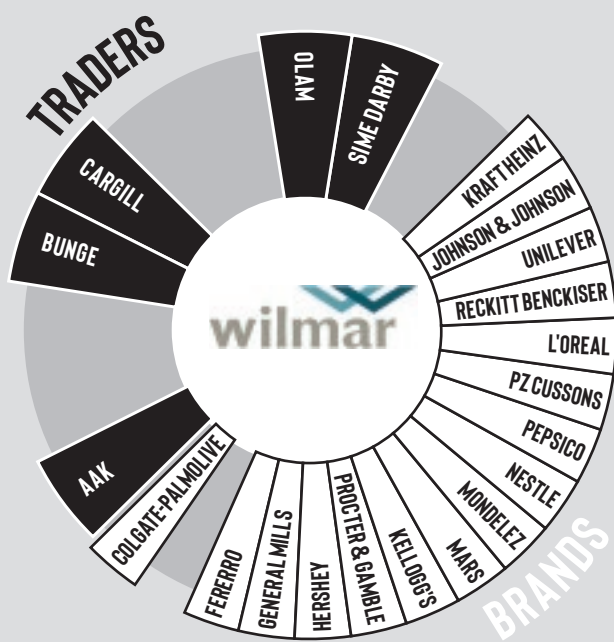 TRADERS
OLAM
SIME DARBY
CARGILL
BUNGE
AAK
wilmar
KRAFT HEINZ
JOHNSON & JOHNSON
UNILEVER
RECKITT BENCKISER
L'OREAL
PZ CUSSONS
PEPSICO
NESTLE
MONDELEZ
MARS
KELLOGG'S
PROCTER & GAMBLE
HERSHEY
GENERAL MILLS
FERERRO
COLGATE-PALMOLIVE
BRANDS